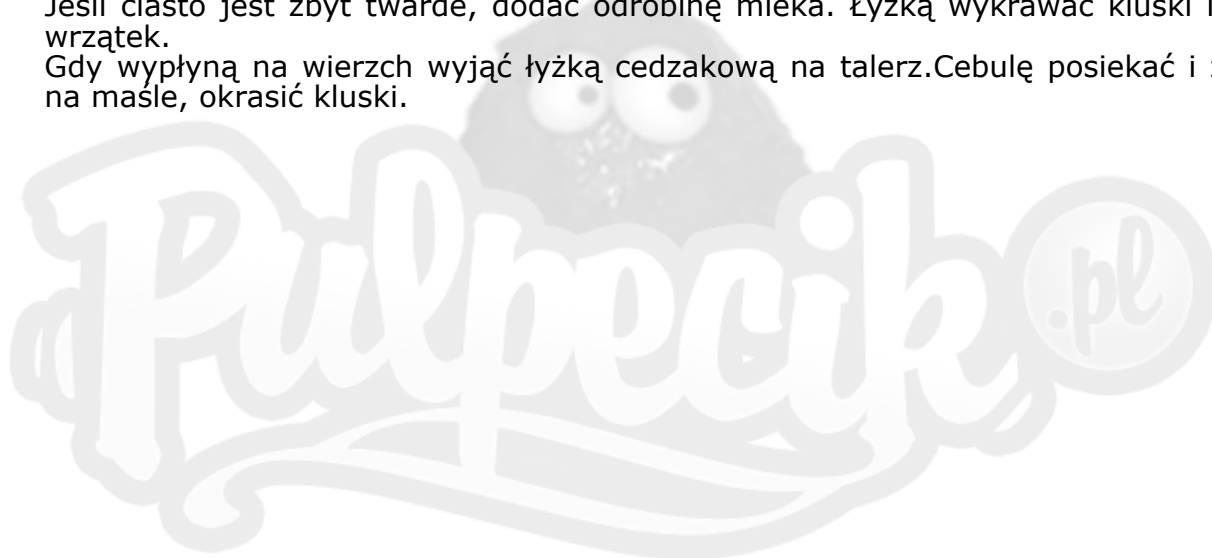 Jeśli ciasto jest zbyt twarde, dodać odrobinę mleka. Łyżką wykrawać kluski
wrzątek.
Gdy wypłyną na wierzch wyjąć łyżką cedzakową na talerz.Cebulę posiekać i
na maśle, okrasić kluski.
Pulpecik
.pl